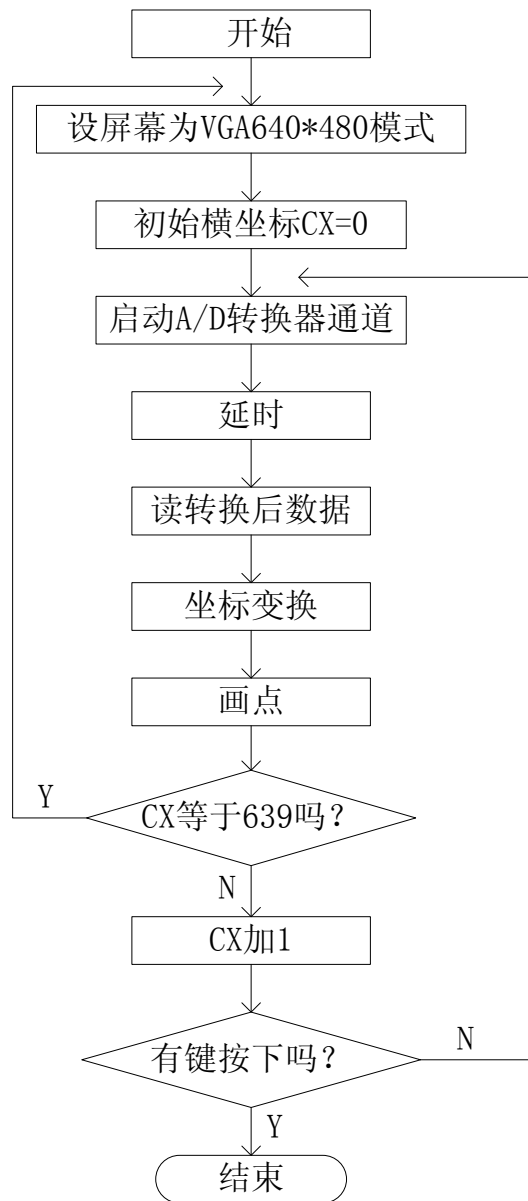 开始
设屏幕为VGA640*480模式
初始横坐标CX=0
启动A/D转换器通道
延时
读转换后数据
坐标变换
画点
Y
CX等于639吗?
N
CX加1
有键按下吗?
N
Y
结束